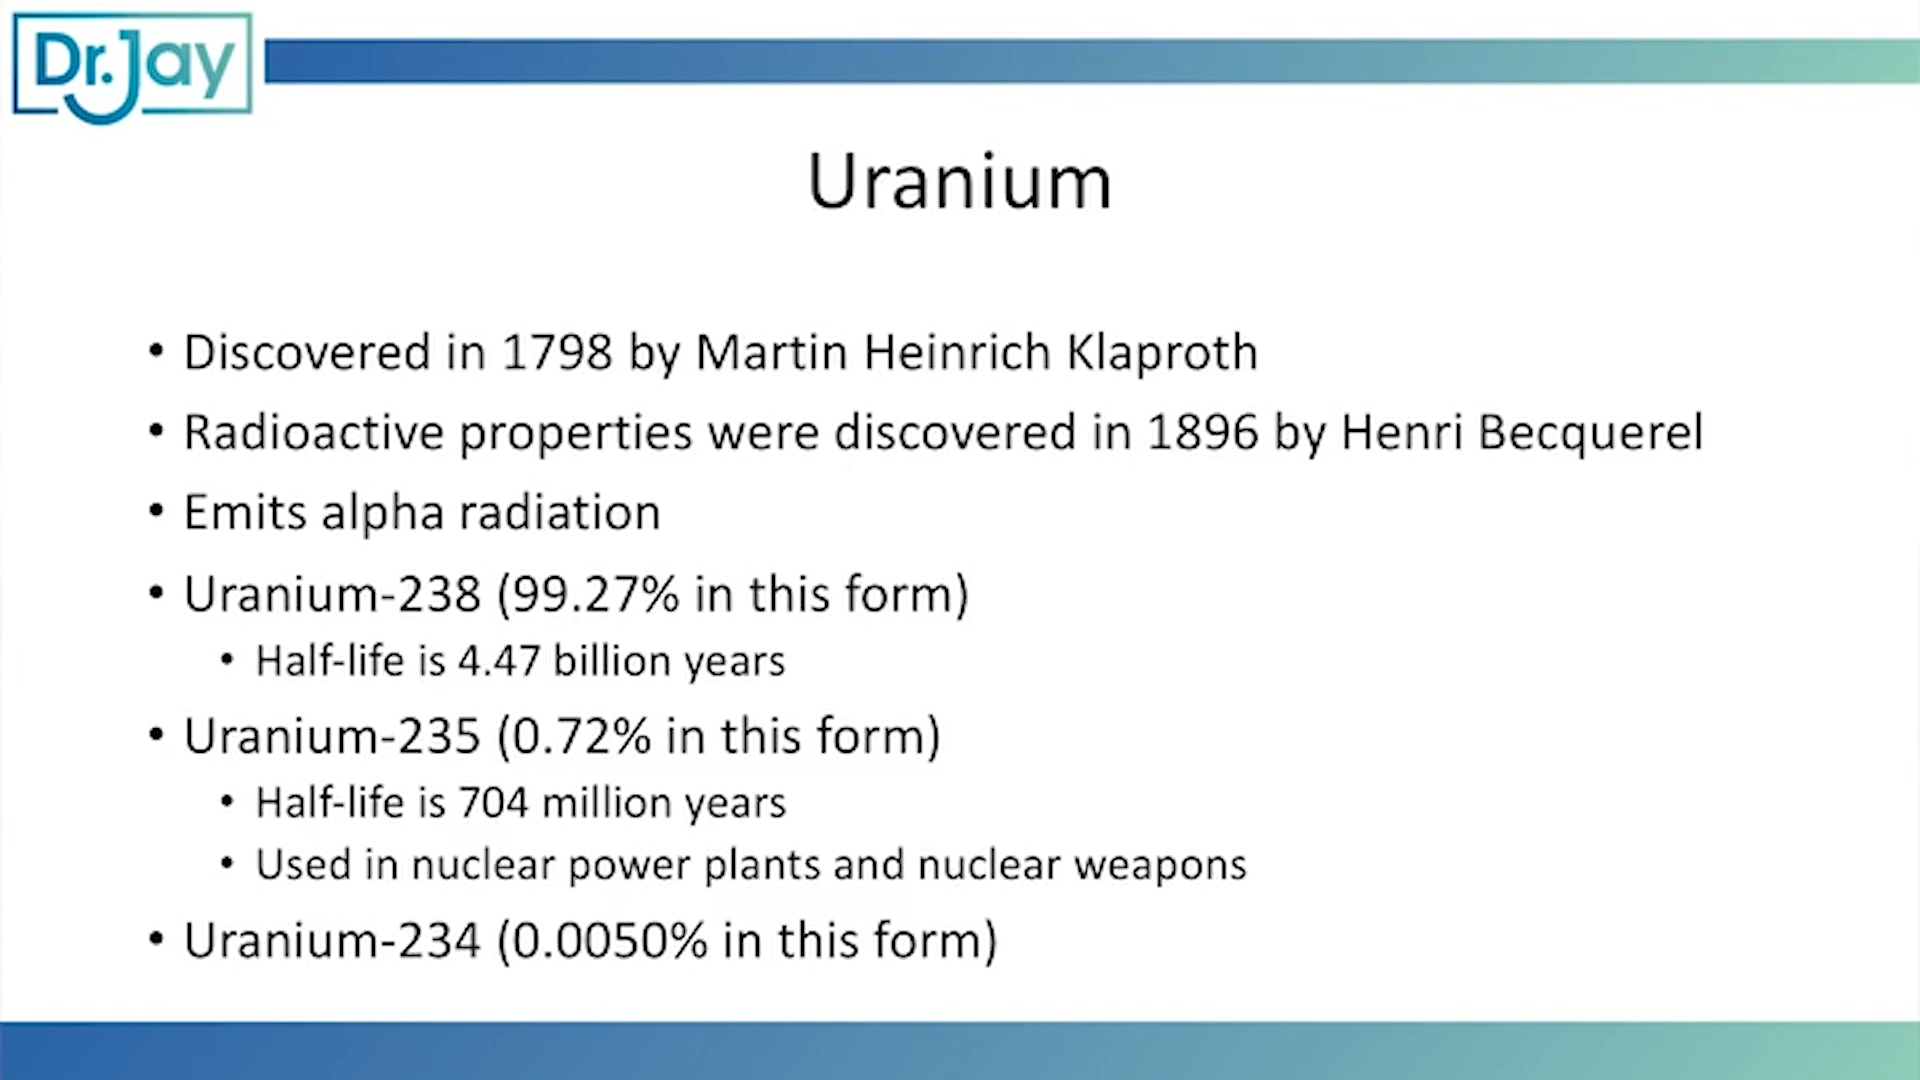 Dr. Jay
Uranium
• Discovered in 1798 by Martin Heinrich Klaproth
• Radioactive properties were discovered in 1896 by Henri Becquerel
• Emits alpha radiation
• Uranium-238 (99.27% in this form)
• Half-life is 4.47 billion years
• Uranium-235 (0.72% in this form)
• Half-life is 704 million years
• Used in nuclear power plants and nuclear weapons
• Uranium-234 (0.0050% in this form)